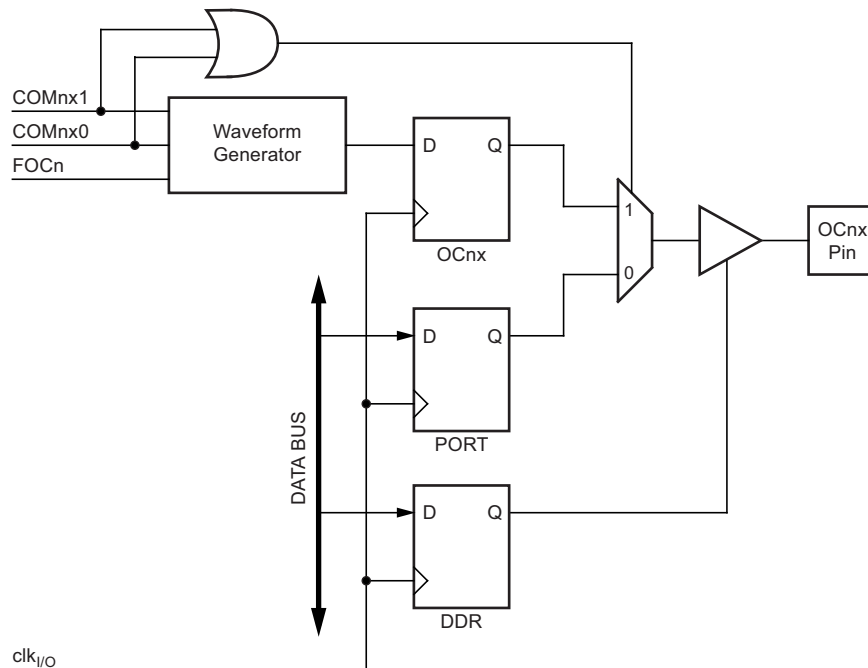 COMnx1
COMnx0
FOCn
Waveform
Generator
D
Q
OCnx
1
0
OCnx
Pin
D
Q
PORT
DATA BUS
D
Q
DDR
clkI/O